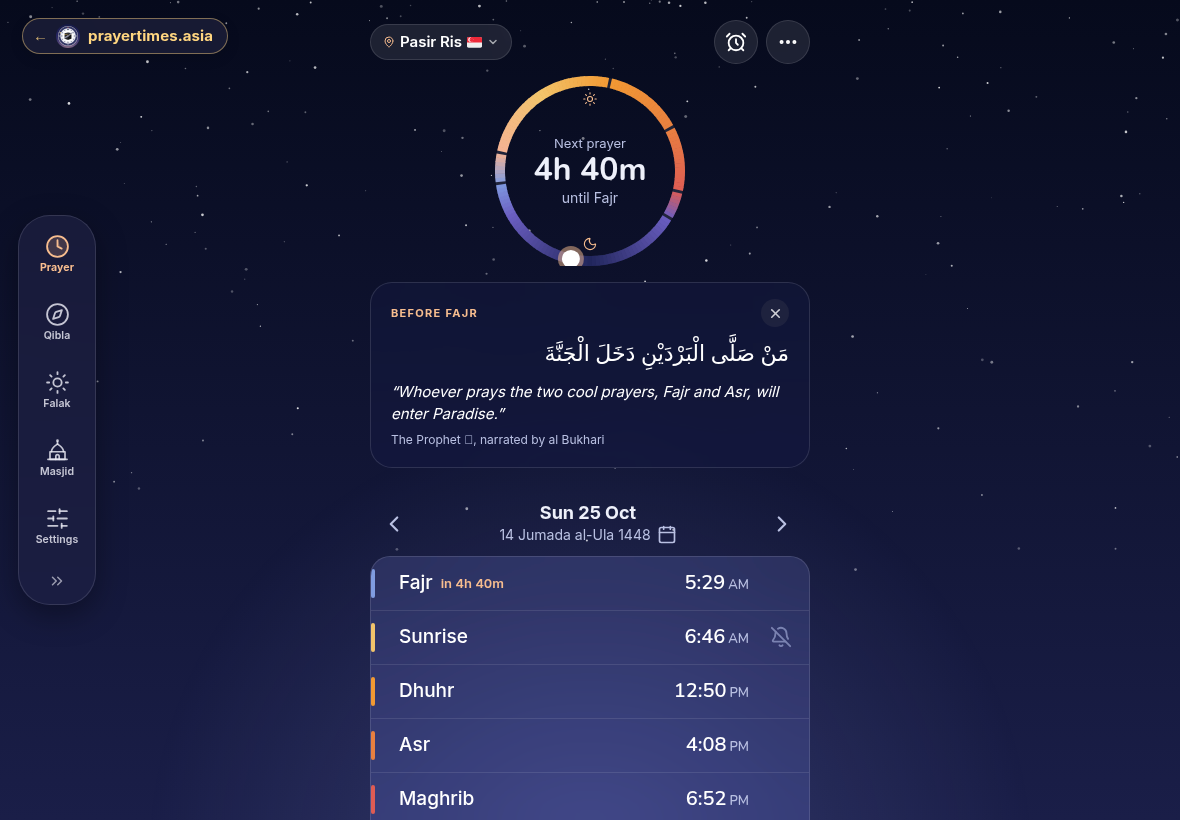 ← prayertimes.asia
Pasir Ris
Next prayer
4h 40m
until Fajr
Prayer
Qibla
Falak
Masjid
Settings
BEFORE FAJR
مَنْ صَلَّى الْبَرْدَيْنِ دَخَلَ الْجَنَّةَ
“Whoever prays the two cool prayers, Fajr and Asr, will
enter Paradise.”
The Prophet , narrated by al Bukhari
Sun 25 Oct
14 Jumada al-Ula 1448
Fajr In 4h 40m 5:29 AM
Sunrise 6:46 AM
Dhuhr 12:50 PM
Asr 4:08 PM
Maghrib 6:52 PM